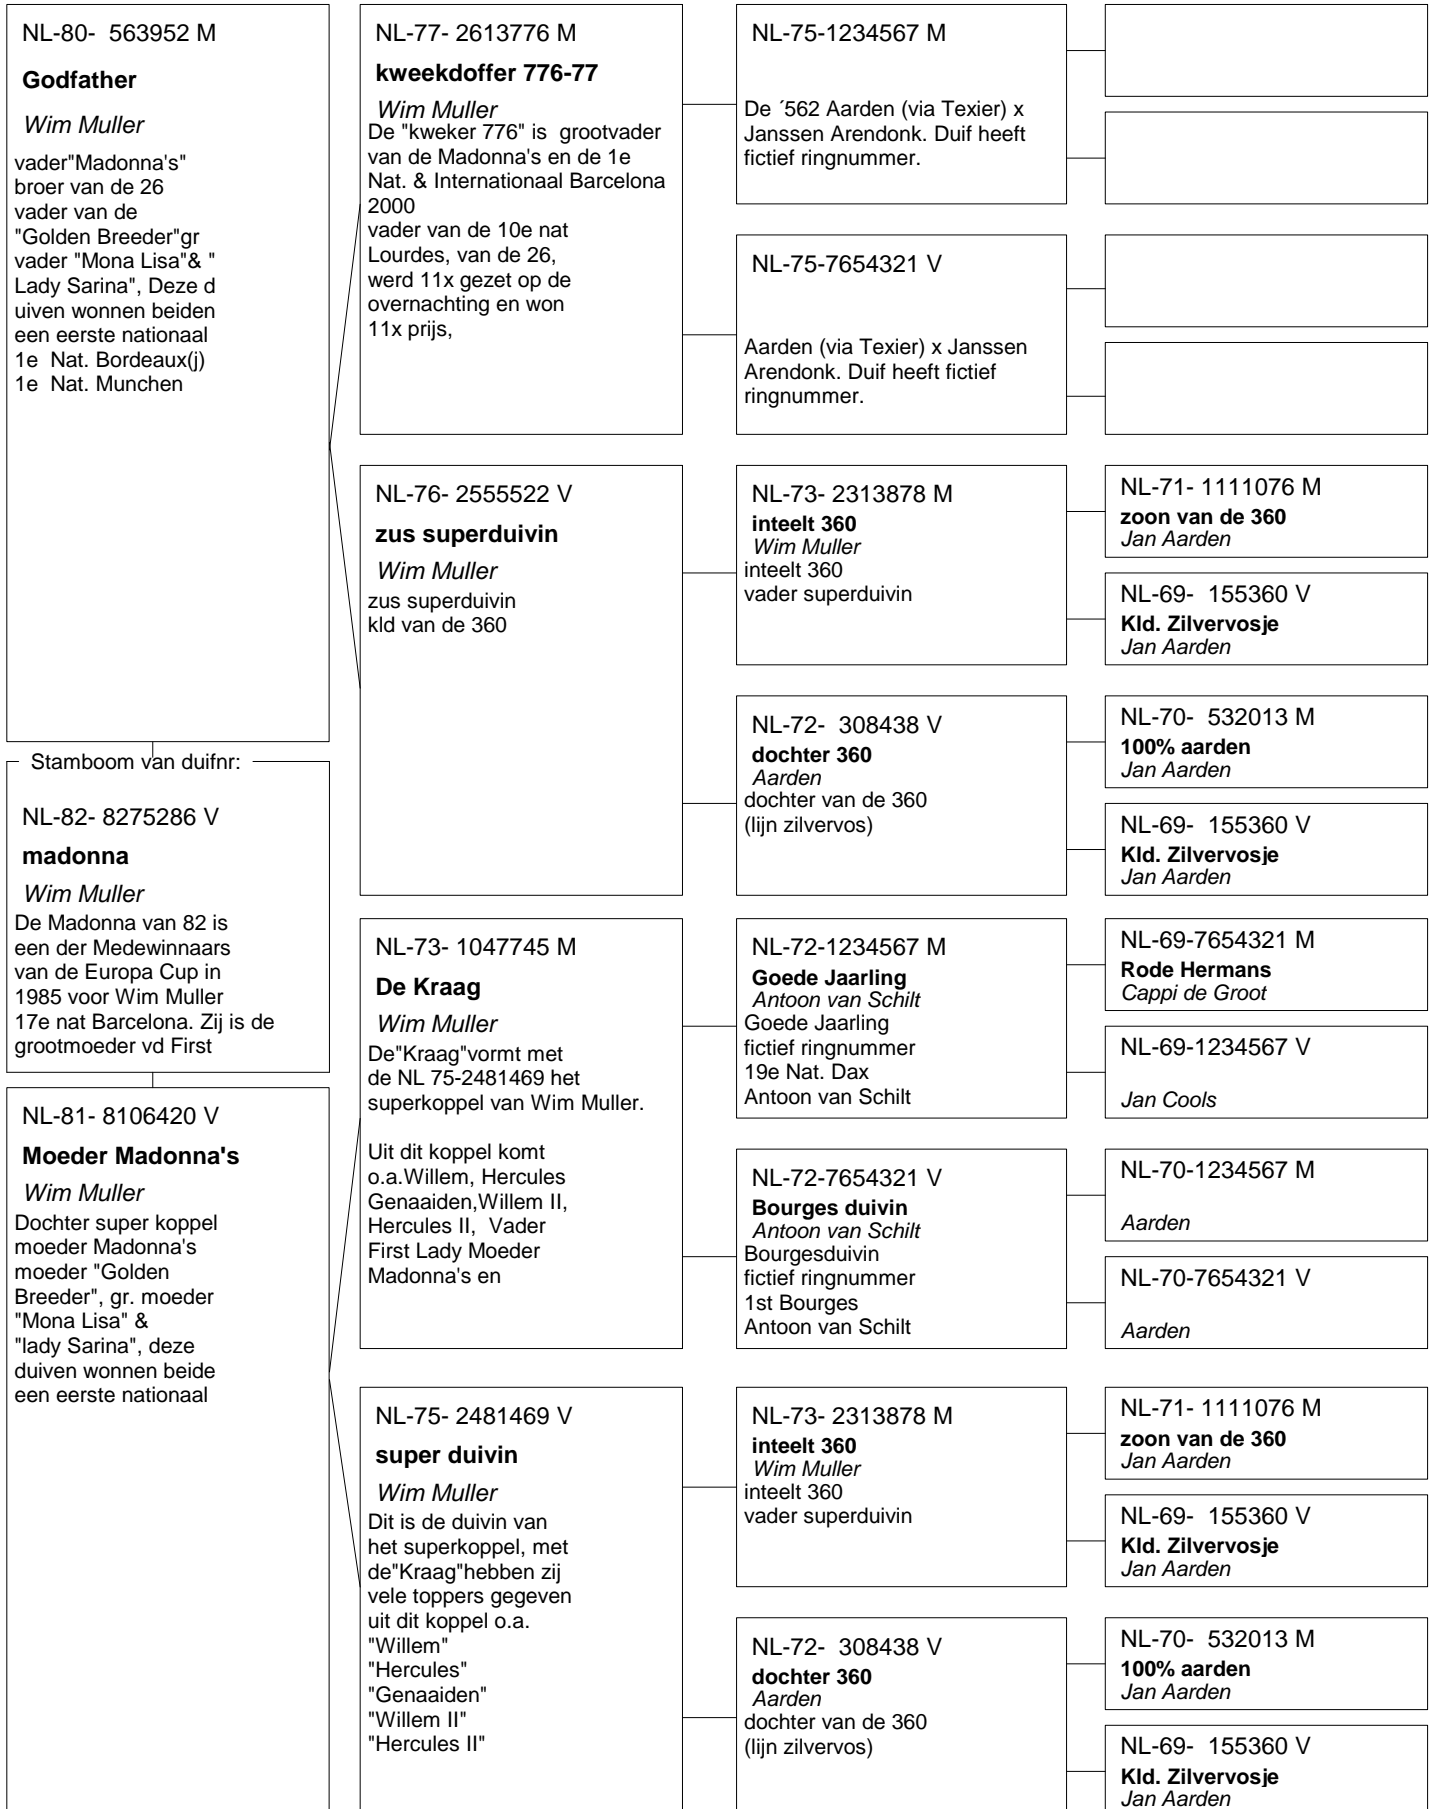 NL-80- 563952 M
Godfather
Wim Muller
vader"Madonna's"
broer van de 26
vader van de
"Golden Breeder"gr
vader "Mona Lisa"& "
Lady Sarina", Deze d
uiven wonnen beiden
een eerste nationaal
1e Nat. Bordeaux(j)
1e Nat. Munchen
Stamboom van duifnr:
NL-82- 8275286 V
madonna
Wim Muller
De Madonna van 82 is
een der Medewinnaars
van de Europa Cup in
1985 voor Wim Muller
17e nat Barcelona. Zij is de
grootmoeder vd First
NL-81- 8106420 V
Moeder Madonna's
Wim Muller
Dochter super koppel
moeder Madonna's
moeder "Golden
Breeder", gr. moeder
"Mona Lisa" &
"lady Sarina", deze
duiven wonnen beide
een eerste nationaal
NL-77- 2613776 M
kweekdoffer 776-77
Wim Muller
De "kweker 776" is grootvader
van de Madonna's en de 1e
Nat. & Internationaal Barcelona
2000
vader van de 10e nat
Lourdes, van de 26,
werd 11x gezet op de
overnachting en won
11x prijs,
NL-76- 2555522 V
zus superduivin
Wim Muller
zus superduivin
kld van de 360
NL-73- 1047745 M
De Kraag
Wim Muller
De"Kraag"vormt met
de NL 75-2481469 het
superkoppel van Wim Muller.
Uit dit koppel komt
o.a.Willem, Hercules
Genaaiden,Willem II,
Hercules II, Vader
First Lady Moeder
Madonna's en
NL-75- 2481469 V
super duivin
Wim Muller
Dit is de duivin van
het superkoppel, met
de"Kraag"hebben zij
vele toppers gegeven
uit dit koppel o.a.
"Willem"
"Hercules"
"Genaaiden"
"Willem II"
"Hercules II"
NL-75-1234567 M
De ´562 Aarden (via Texier) x
Janssen Arendonk. Duif heeft
fictief ringnummer.
NL-75-7654321 V
Aarden (via Texier) x Janssen
Arendonk. Duif heeft fictief
ringnummer.
NL-73- 2313878 M
inteelt 360
Wim Muller
inteelt 360
vader superduivin
NL-72- 308438 V
dochter 360
Aarden
dochter van de 360
(lijn zilvervos)
NL-72-1234567 M
Goede Jaarling
Antoon van Schilt
Goede Jaarling
fictief ringnummer
19e Nat. Dax
Antoon van Schilt
NL-72-7654321 V
Bourges duivin
Antoon van Schilt
Bourgesduivin
fictief ringnummer
1st Bourges
Antoon van Schilt
NL-73- 2313878 M
inteelt 360
Wim Muller
inteelt 360
vader superduivin
NL-72- 308438 V
dochter 360
Aarden
dochter van de 360
(lijn zilvervos)
NL-71- 1111076 M
zoon van de 360
Jan Aarden
NL-69- 155360 V
Kld. Zilvervosje
Jan Aarden
NL-70- 532013 M
100% aarden
Jan Aarden
NL-69- 155360 V
Kld. Zilvervosje
Jan Aarden
NL-69-7654321 M
Rode Hermans
Cappi de Groot
NL-69-1234567 V
Jan Cools
NL-70-1234567 M
Aarden
NL-70-7654321 V
Aarden
NL-71- 1111076 M
zoon van de 360
Jan Aarden
NL-69- 155360 V
Kld. Zilvervosje
Jan Aarden
NL-70- 532013 M
100% aarden
Jan Aarden
NL-69- 155360 V
Kld. Zilvervosje
Jan Aarden